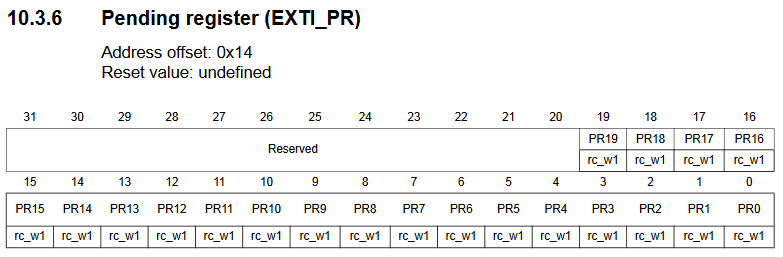 10.3.6 Pending register (EXTI_PR)
Address offset: 0x14
Reset value: undefined
31 30 29 28 27 26 25 24 23 22 21 20 19 18 17 16
Reserved PR19 PR18 PR17 PR16
rc_w1 rc_w1 rc_w1 rc_w1
15 14 13 12 11 10 9 8 7 6 5 4 3 2 1 0
PR15 PR14 PR13 PR12 PR11 PR10 PR9 PR8 PR7 PR6 PR5 PR4 PR3 PR2 PR1 PR0
rc_w1 rc_w1 rc_w1 rc_w1 rc_w1 rc_w1 rc_w1 rc_w1 rc_w1 rc_w1 rc_w1 rc_w1 rc_w1 rc_w1 rc_w1 rc_w1